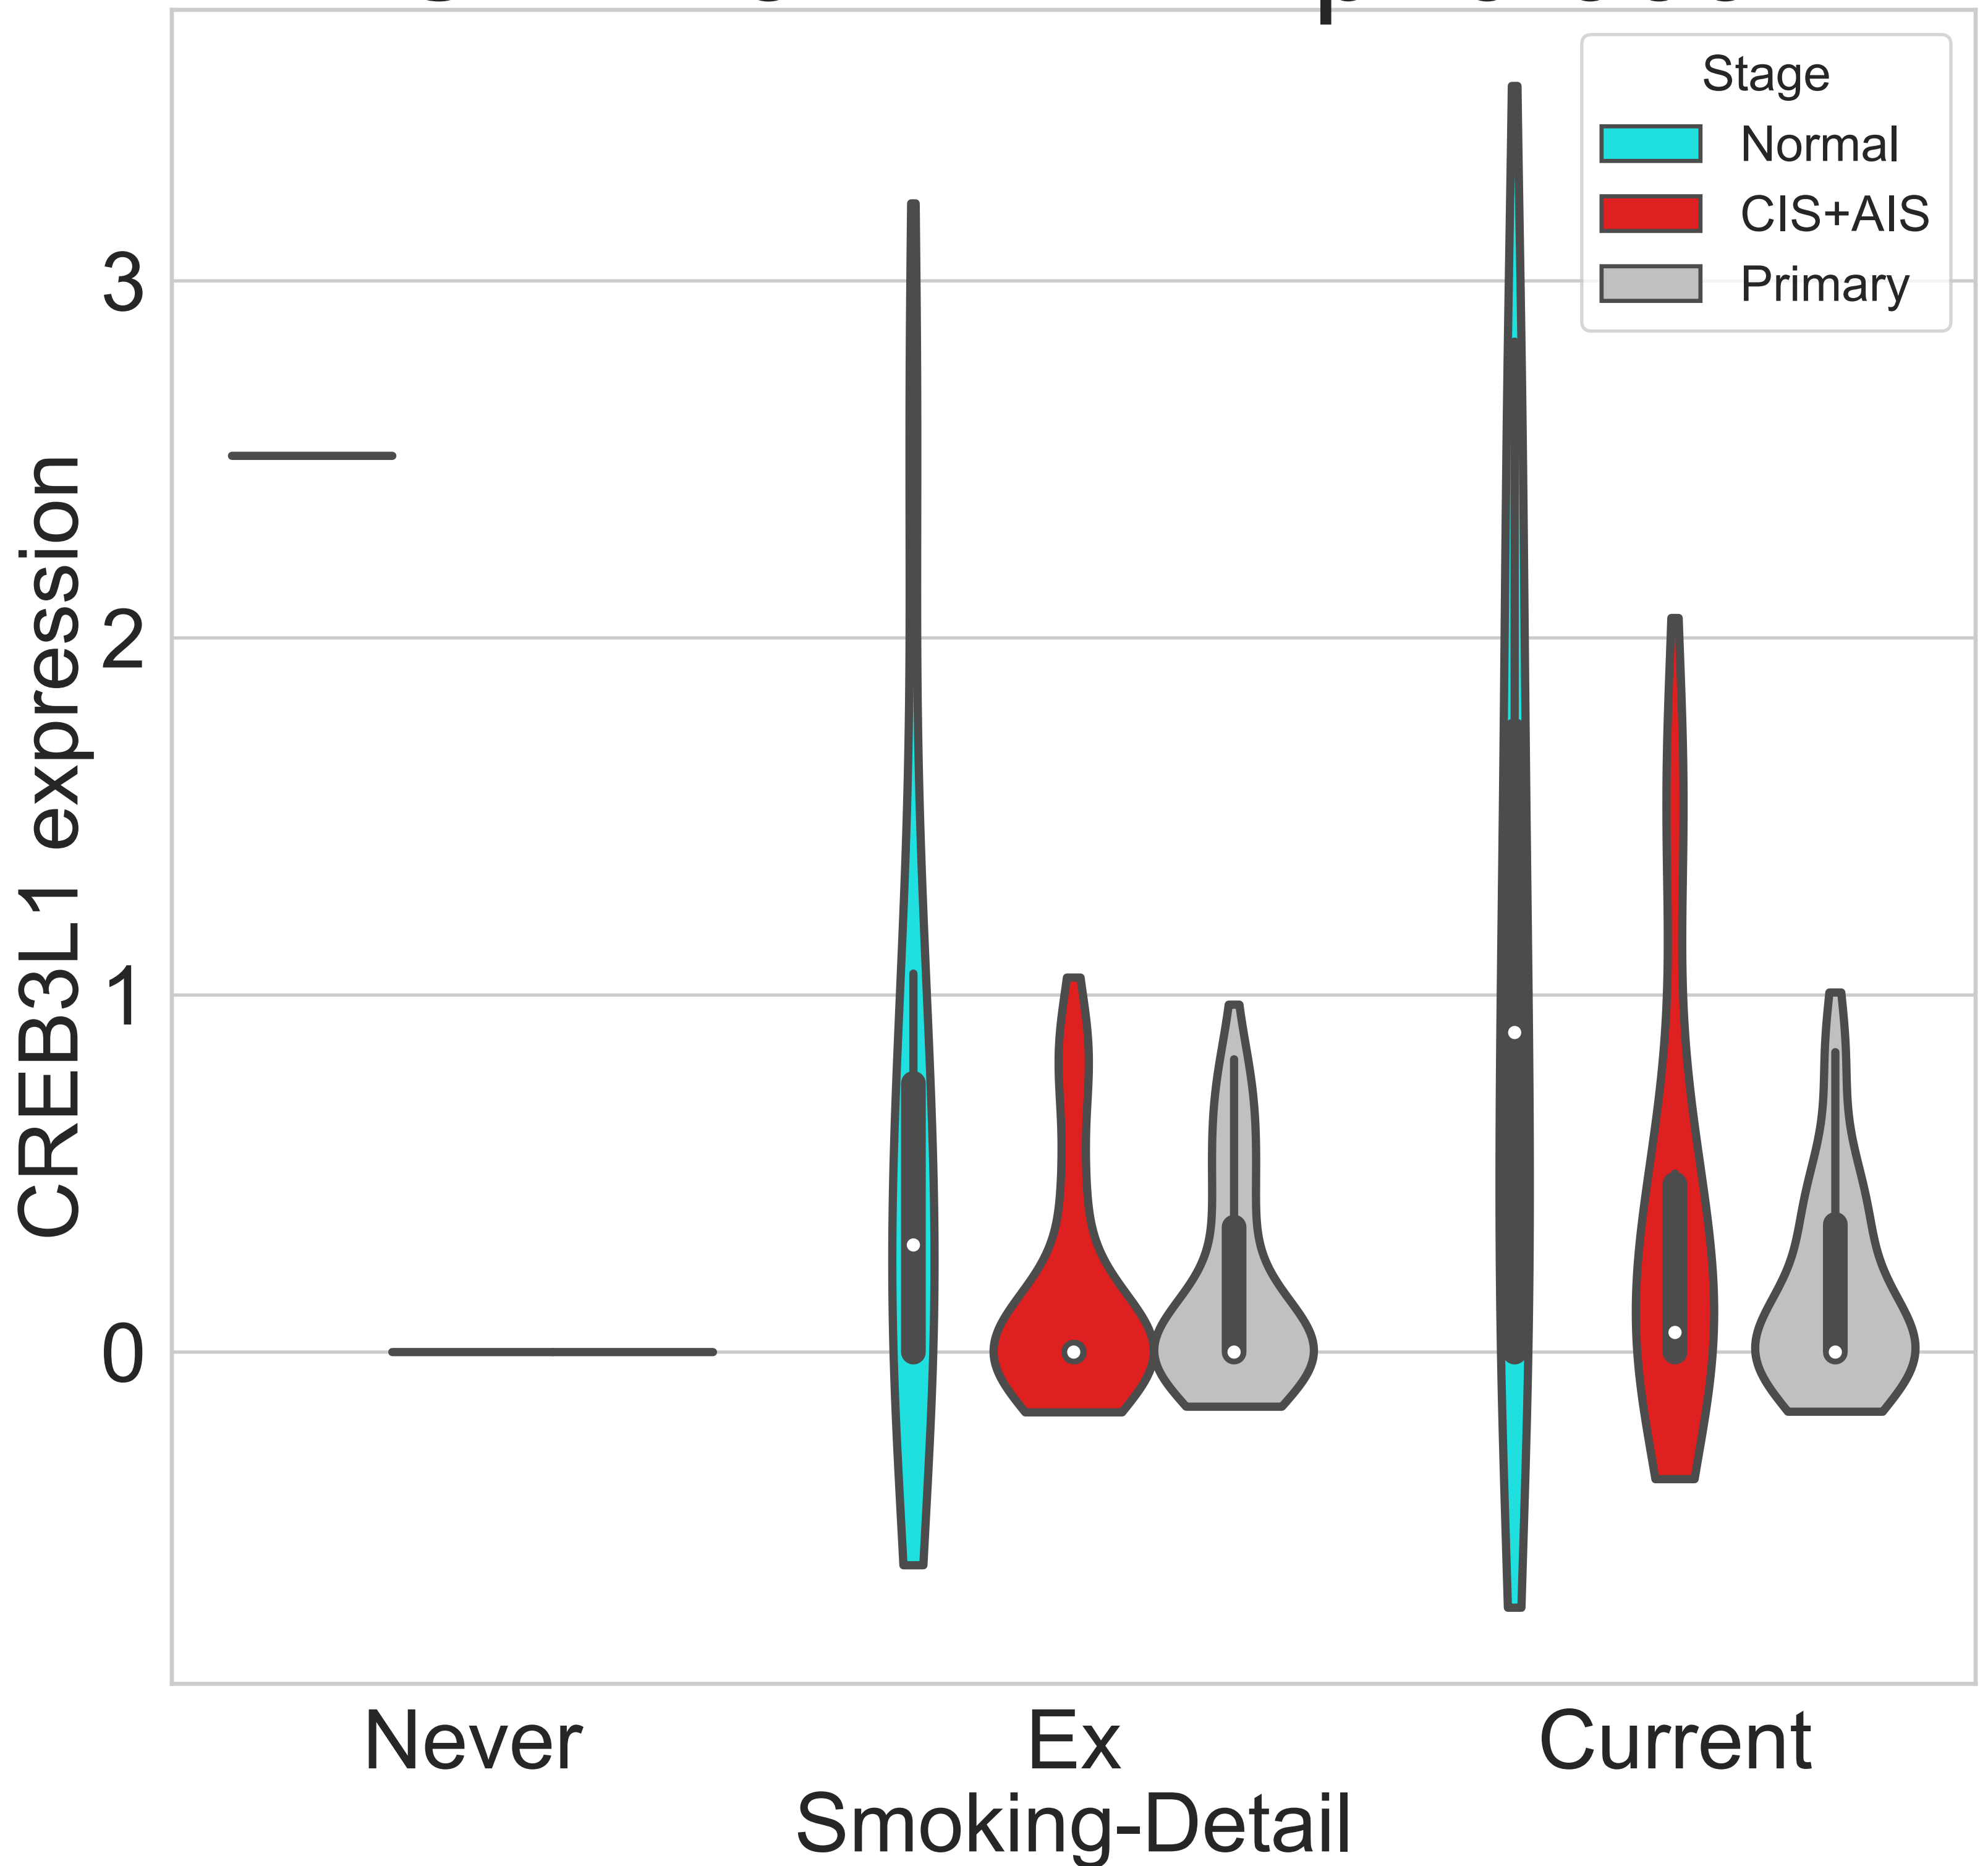 Stage
Normal
CIS+AIS
Primary
CREB3L1 expression
3
2
1
0
Never
Ex
Current
Smoking-Detail